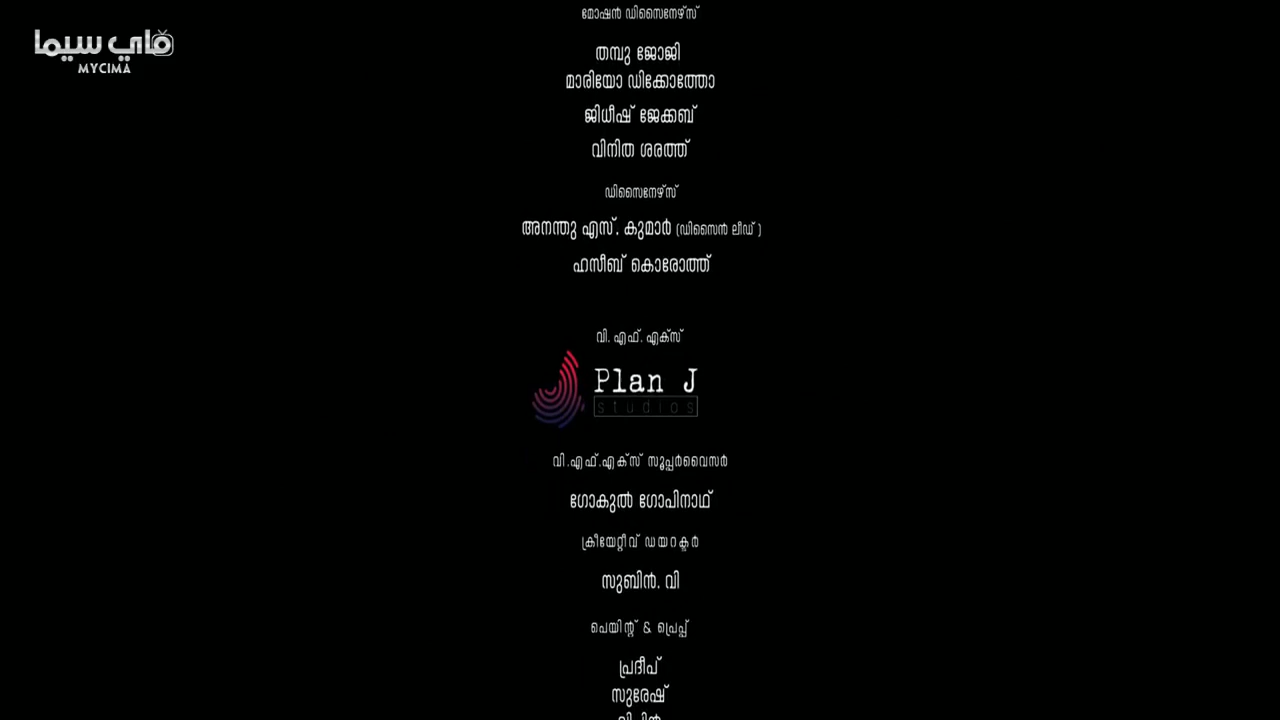 മോഷൻ ഡിസൈനേഴ്സ്
ماي سيما
MYCIMA
തമ്പു ജോജി
മാരിയോ ഡിക്കോത്തോ
ജിധീഷ് ജേക്കബ്
വിനിത ശരത്ത്
ഡിസൈനേഴ്സ്
അനന്തു എസ്. കുമാർ (ഡിസൈൻ ലീഡ് )
ഹസീബ് കൊരോത്ത്
വി. എഫ്. എക്സ്
Plan J
studios
വി.എഫ്.എക്സ് സൂപ്പർവൈസർ
ഗോകുൽ ഗോപിനാഥ്
ക്രീയേറ്റീവ് ഡയറക്ടർ
സുബിൻ. വി
പെയിന്റ് & പ്രെപ്പ്
പ്രദീപ്
സുരേഷ്